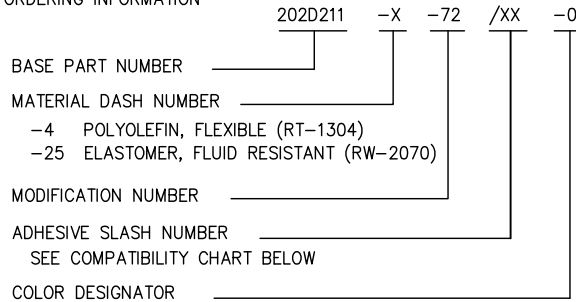 ORDERING INFORMATION
202D211 -X -72 /XX -0
BASE PART NUMBER
MATERIAL DASH NUMBER
-4 POLYOLEFIN, FLEXIBLE (RT-1304)
-25 ELASTOMER, FLUID RESISTANT (RW-2070)
MODIFICATION NUMBER
ADHESIVE SLASH NUMBER
SEE COMPATIBILITY CHART BELOW
COLOR DESIGNATOR